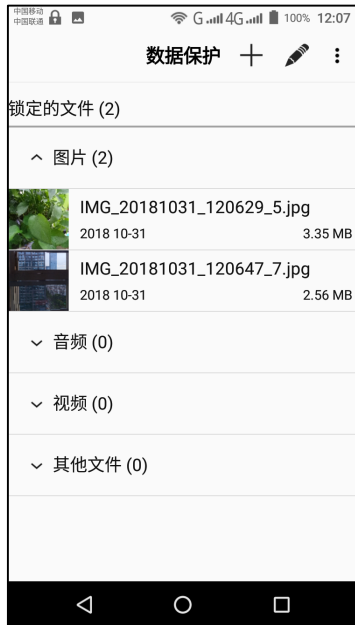 中国移动
中国联通 G 4G 100% 12:07
数据保护
锁定的文件 (2)
图片 (2)
IMG_20181031_120629_5.jpg
2018 10-31 3.35 MB
IMG_20181031_120647_7.jpg
2018 10-31 2.56 MB
音频 (0)
视频 (0)
其他文件 (0)